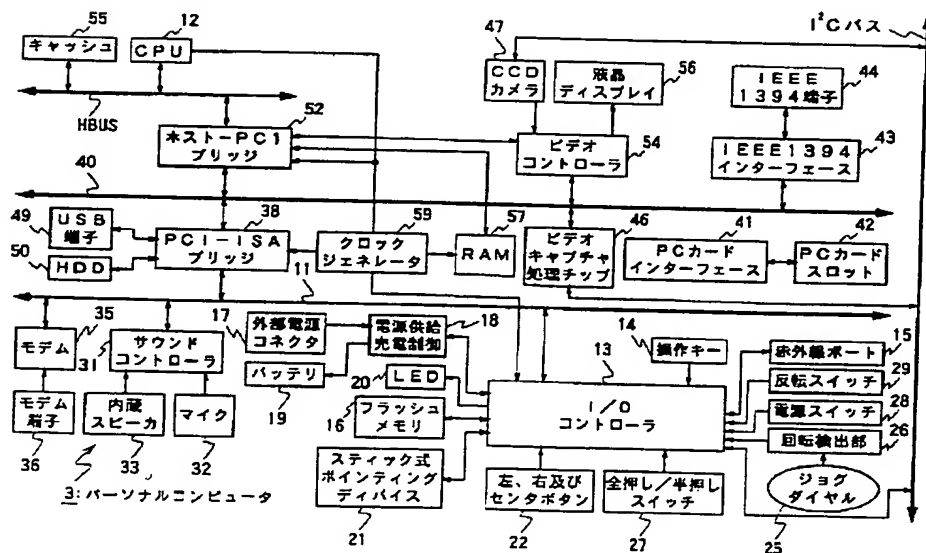 55
12
キャッシュ
CPU
HBUS
52
ホストーPCI
ブリッジ
47
CCD
カメラ
液晶
ディスプレイ
56
I²Cバス
IEEE
1394端子
44
ビデオ
コントローラ
54
IEEE1394
インターフェース
43
40
49
USB
端子
50
HDD
38
PCI-ISA
ブリッジ
59
クロック
ジェネレータ
57
RAM
46
ビデオ
キャプチャ
処理チップ
41
PCカード
インターフェース
42
PCカード
スロット
11
35
モデム
31
サウンド
コントローラ
17
外部電源
コネクタ
電源供給
充電制御
18
バッテリ
19
20
LED
16
フラッシュ
メモリ
14
操作キー
13
I/O
コントローラ
15
赤外線ポート
29
反転スイッチ
28
電源スイッチ
26
回転検出部
モデム
端子
36
内蔵
スピーカ
33
マイク
32
スティック式
ポインティング
ディバイス
21
左、右及び
センタボタン
22
全押し/半押し
スイッチ
27
ジョグ
ダイヤル
25
3:パーソナルコンピュータ